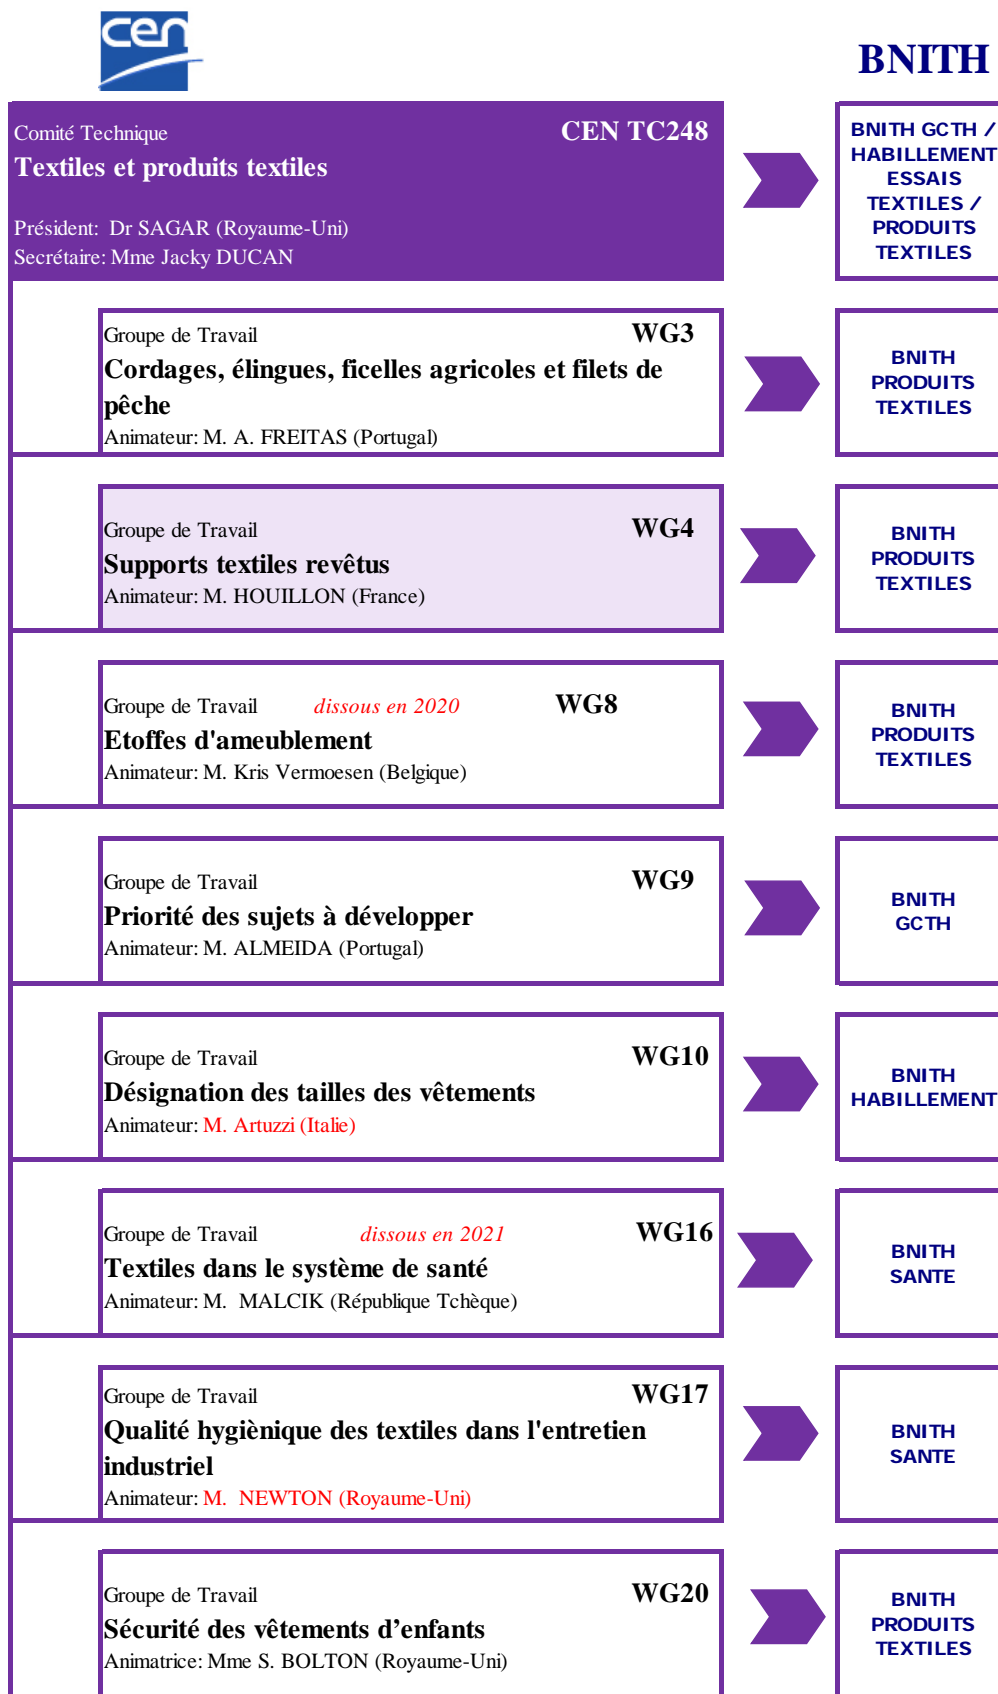 cen
BNITH
Comité Technique CEN TC248
Textiles et produits textiles
Président: Dr SAGAR (Royaume-Uni)
Secrétaire: Mme Jacky DUCAN
BNITH GCTH /
HABILLEMENT
ESSAIS
TEXTILES /
PRODUITS
TEXTILES
Groupe de Travail WG3
Cordages, élingues, ficelles agricoles et filets de
pêche
Animateur: M. A. FREITAS (Portugal)
BNITH
PRODUITS
TEXTILES
Groupe de Travail WG4
Supports textiles revêtus
Animateur: M. HOUILLON (France)
BNITH
PRODUITS
TEXTILES
Groupe de Travail dissous en 2020 WG8
Etoffes d'ameublement
Animateur: M. Kris Vermoesen (Belgique)
BNITH
PRODUITS
TEXTILES
Groupe de Travail WG9
Priorité des sujets à développer
Animateur: M. ALMEIDA (Portugal)
BNITH
GCTH
Groupe de Travail WG10
Désignation des tailles des vêtements
Animateur: M. Artuzzi (Italie)
BNITH
HABILLEMENT
Groupe de Travail dissous en 2021 WG16
Textiles dans le système de santé
Animateur: M. MALCIK (République Tchèque)
BNITH
SANTE
Groupe de Travail WG17
Qualité hygiènique des textiles dans l'entretien
industriel
Animateur: M. NEWTON (Royaume-Uni)
BNITH
SANTE
Groupe de Travail WG20
Sécurité des vêtements d’enfants
Animatrice: Mme S. BOLTON (Royaume-Uni)
BNITH
PRODUITS
TEXTILES